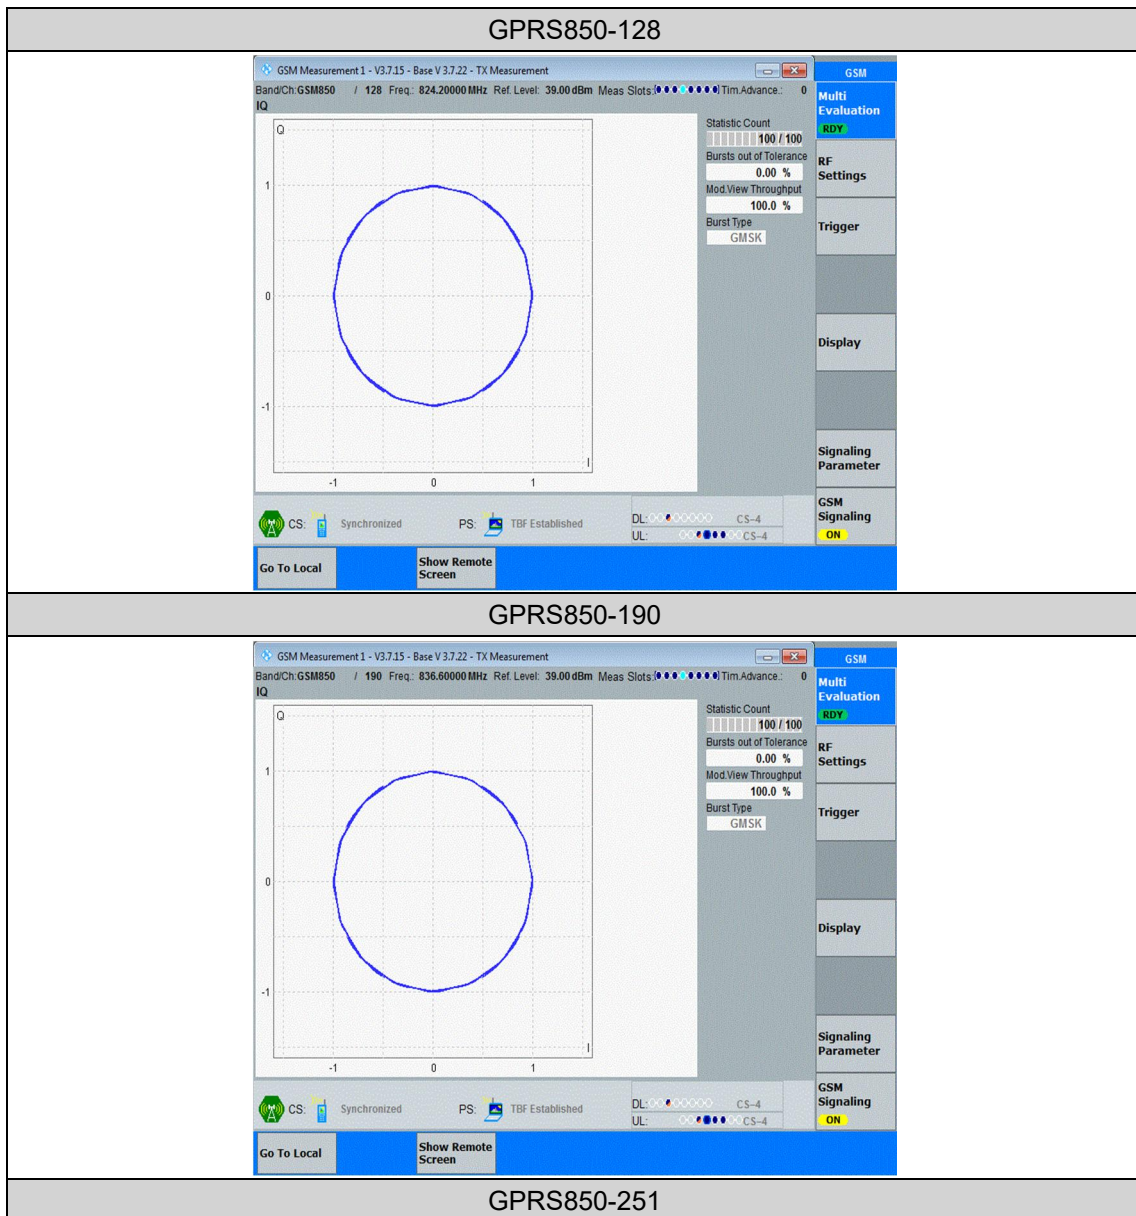 GPRS850-128
GSM Measurement 1 - V3.7.15 - Base V 3.7.22 - TX Measurement
GSM
Band/Ch: GSM850 / 128 Freq.: 824.20000 MHz Ref. Level: 39.00 dBm Meas Slots: Tim.Advance.: 0
IQ
Multi
Evaluation
RDY
Q
Statistic Count
100 / 100
Bursts out of Tolerance
0.00 %
RF
Settings
1
Mod.View Throughput
100.0 %
Burst Type
GMSK
Trigger
0
Display
-1
Signaling
Parameter
I
-1 0 1
GSM
Signaling
ON
CS: Synchronized PS: TBF Established DL: CS-4
UL: CS-4
Go To Local Show Remote
Screen
GPRS850-190
GSM Measurement 1 - V3.7.15 - Base V 3.7.22 - TX Measurement
GSM
Band/Ch: GSM850 / 190 Freq.: 836.60000 MHz Ref. Level: 39.00 dBm Meas Slots: Tim.Advance.: 0
IQ
Multi
Evaluation
RDY
Q
Statistic Count
100 / 100
Bursts out of Tolerance
0.00 %
RF
Settings
1
Mod.View Throughput
100.0 %
Burst Type
GMSK
Trigger
0
Display
-1
Signaling
Parameter
I
-1 0 1
GSM
Signaling
ON
CS: Synchronized PS: TBF Established DL: CS-4
UL: CS-4
Go To Local Show Remote
Screen
GPRS850-251